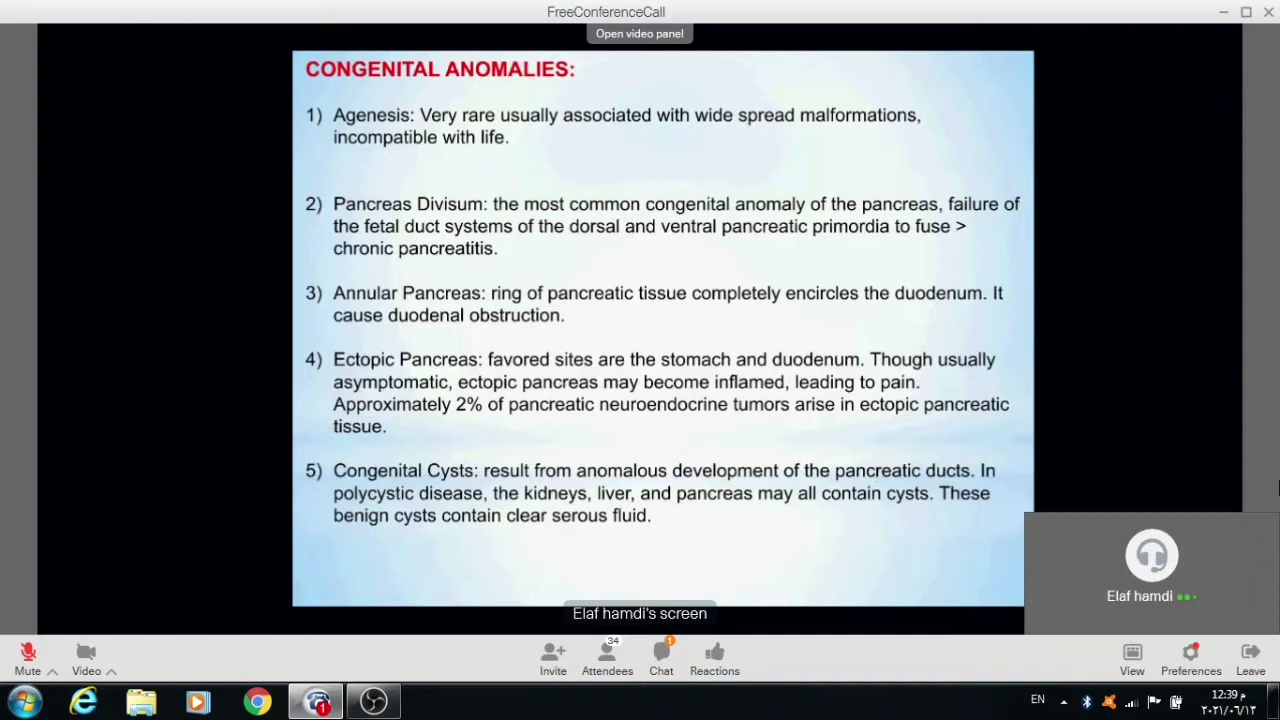 FreeConferenceCall
Open video panel
CONGENITAL ANOMALIES:
1) Agenesis: Very rare usually associated with wide spread malformations,
incompatible with life.
2) Pancreas Divisum: the most common congenital anomaly of the pancreas, failure of
the fetal duct systems of the dorsal and ventral pancreatic primordia to fuse >
chronic pancreatitis.
3) Annular Pancreas: ring of pancreatic tissue completely encircles the duodenum. It
cause duodenal obstruction.
4) Ectopic Pancreas: favored sites are the stomach and duodenum. Though usually
asymptomatic, ectopic pancreas may become inflamed, leading to pain.
Approximately 2% of pancreatic neuroendocrine tumors arise in ectopic pancreatic
tissue.
5) Congenital Cysts: result from anomalous development of the pancreatic ducts. In
polycystic disease, the kidneys, liver, and pancreas may all contain cysts. These
benign cysts contain clear serous fluid.
Elaf hamdi
Elaf hamdi's screen
34
1
Mute
Video
Invite
Attendees
Chat
Reactions
View
Preferences
Leave
1
EN
12:39 م
٢٠٢١/٠٦/١٣